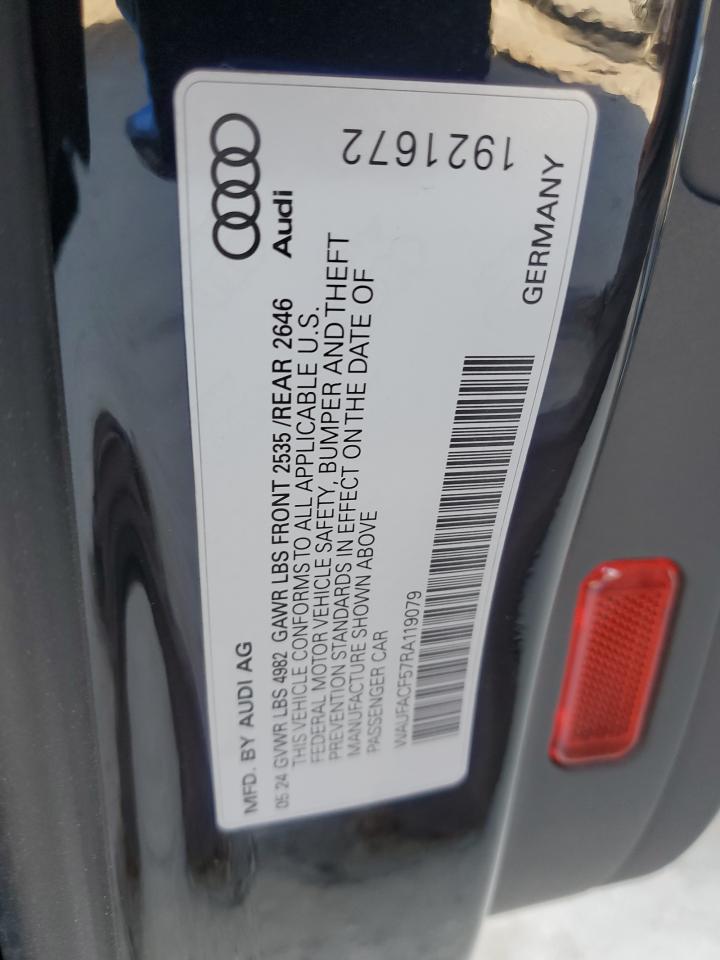 MFD. BY AUDI AG
05 24 GVWR LBS 4982 GAWR LBS FRONT 2535 /REAR 2646
THIS VEHICLE CONFORMS TO ALL APPLICABLE U.S.
FEDERAL MOTOR VEHICLE SAFETY, BUMPER AND THEFT
PREVENTION STANDARDS IN EFFECT ON THE DATE OF
MANUFACTURE SHOWN ABOVE
PASSENGER CAR
WAUFACF57RA119079
Audi
1921672
GERMANY